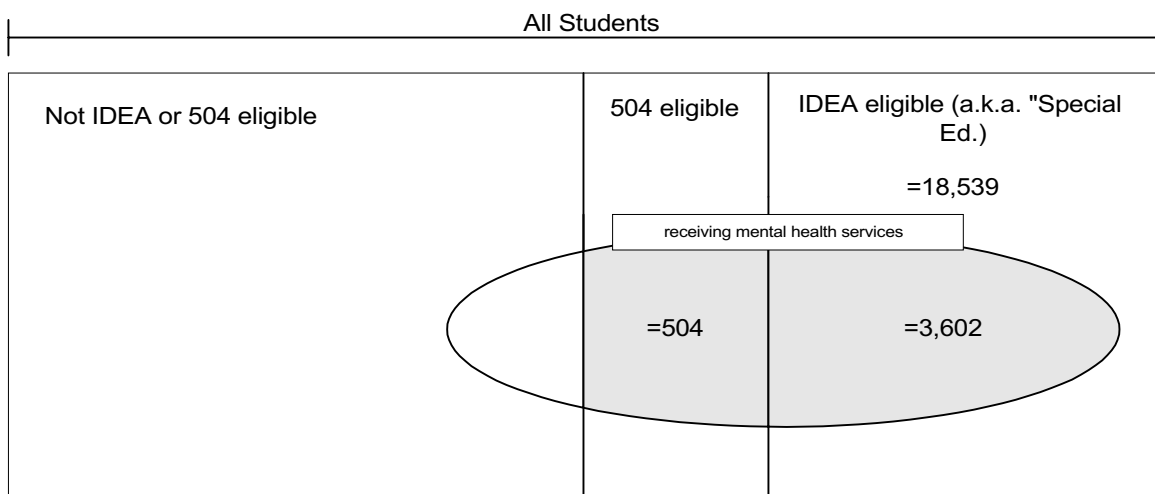 All Students
Not IDEA or 504 eligible
504 eligible
IDEA eligible (a.k.a. "Special
Ed.)
=18,539
receiving mental health services
=504
=3,602